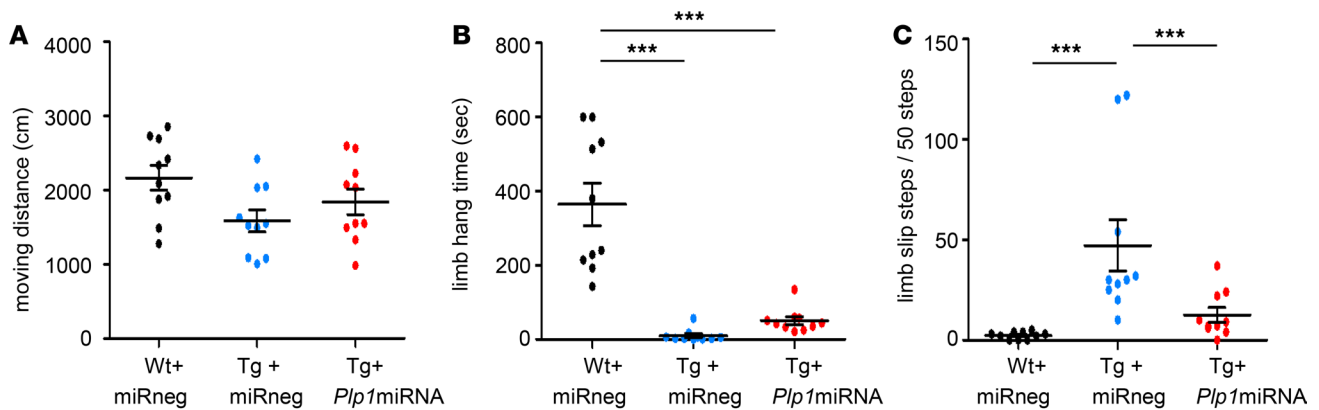 A
moving distance (cm)
4000
3000
2000
1000
0
Wt+ miRneg
Tg + miRneg
Tg+ Plp1miRNA
B
limb hang time (sec)
800
600
400
200
0
***
***
Wt+ miRneg
Tg + miRneg
Tg+ Plp1miRNA
C
limb slip steps / 50 steps
150
100
50
0
***
***
Wt+ miRneg
Tg + miRneg
Tg+ Plp1miRNA